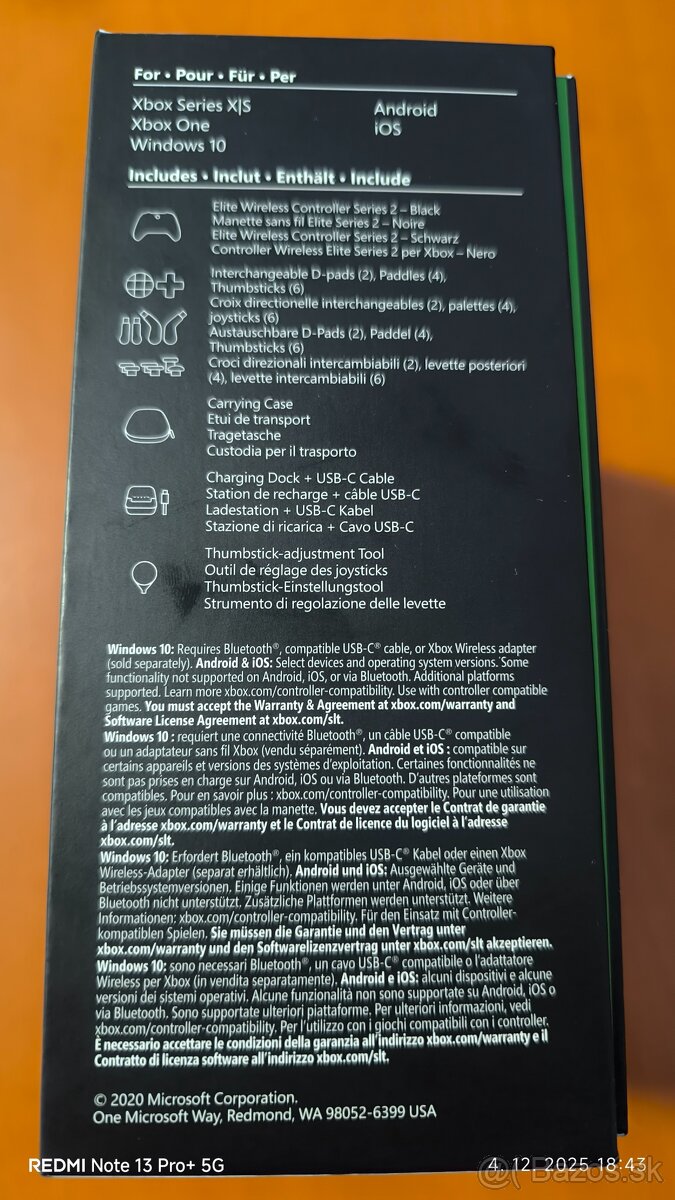 For • Pour • Für • Per
Xbox Series X|S
Xbox One
Windows 10
Android
iOS
Includes • Inclut • Enthält • Include
Elite Wireless Controller Series 2 – Black
Manette sans fil Elite Series 2 – Noire
Elite Wireless Controller Series 2 – Schwarz
Controller Wireless Elite Series 2 per Xbox – Nero
Interchangeable D-pads (2), Paddles (4),
Thumbsticks (6)
Croix directionelle interchangeables (2), palettes (4),
joysticks (6)
Austauschbare D-Pads (2), Paddel (4),
Thumbsticks (6)
Croci direzionali intercambiabili (2), levette posteriori
(4), levette intercambiabili (6)
Carrying Case
Etui de transport
Tragetasche
Custodia per il trasporto
Charging Dock + USB-C Cable
Station de recharge + câble USB-C
Ladestation + USB-C Kabel
Stazione di ricarica + Cavo USB-C
Thumbstick-adjustment Tool
Outil de réglage des joysticks
Thumbstick-Einstellungstool
Strumento di regolazione delle levette
Windows 10: Requires Bluetooth®, compatible USB-C® cable, or Xbox Wireless adapter
(sold separately). Android & iOS: Select devices and operating system versions. Some
functionality not supported on Android, iOS, or via Bluetooth. Additional platforms
supported. Learn more xbox.com/controller-compatibility. Use with controller compatible
games. You must accept the Warranty & Agreement at xbox.com/warranty and
Software License Agreement at xbox.com/slt.
Windows 10 : requiert une connectivité Bluetooth®, un câble USB-C® compatible
ou un adaptateur sans fil Xbox (vendu séparément). Android et iOS : compatible sur
certains appareils et versions des systèmes d'exploitation. Certaines fonctionnalités ne
sont pas prises en charge sur Android, iOS ou via Bluetooth. D'autres plateformes sont
compatibles. Pour en savoir plus : xbox.com/controller-compatibility. Pour une utilisation
avec les jeux compatibles avec la manette. Vous devez accepter le Contrat de garantie
à l'adresse xbox.com/warranty et le Contrat de licence du logiciel à l'adresse
xbox.com/slt.
Windows 10: Erfordert Bluetooth®, ein kompatibles USB-C® Kabel oder einen Xbox
Wireless-Adapter (separat erhältlich). Android und iOS: Ausgewählte Geräte und
Betriebssystemversionen. Einige Funktionen werden unter Android, iOS oder über
Bluetooth nicht unterstützt. Zusätzliche Plattformen werden unterstützt. Weitere
Informationen: xbox.com/controller-compatibility. Für den Einsatz mit Controller-
kompatiblen Spielen. Sie müssen die Garantie und den Vertrag unter
xbox.com/warranty und den Softwarelizenzvertrag unter xbox.com/slt akzeptieren.
Windows 10: sono necessari Bluetooth®, un cavo USB-C® compatibile o l'adattatore
Wireless per Xbox (in vendita separatamente). Android e iOS: alcuni dispositivi e alcune
versioni dei sistemi operativi. Alcune funzionalità non sono supportate su Android, iOS o
via Bluetooth. Sono supportate ulteriori piattaforme. Per ulteriori informazioni, vedi
xbox.com/controller-compatibility. Per l'utilizzo con i giochi compatibili con i controller.
È necessario accettare le condizioni della garanzia all'indirizzo xbox.com/warranty e il
Contratto di licenza software all'indirizzo xbox.com/slt.
© 2020 Microsoft Corporation.
One Microsoft Way, Redmond, WA 98052-6399 USA
REDMI Note 13 Pro+ 5G
4. 12. 2025 18:43
Bazos.sk